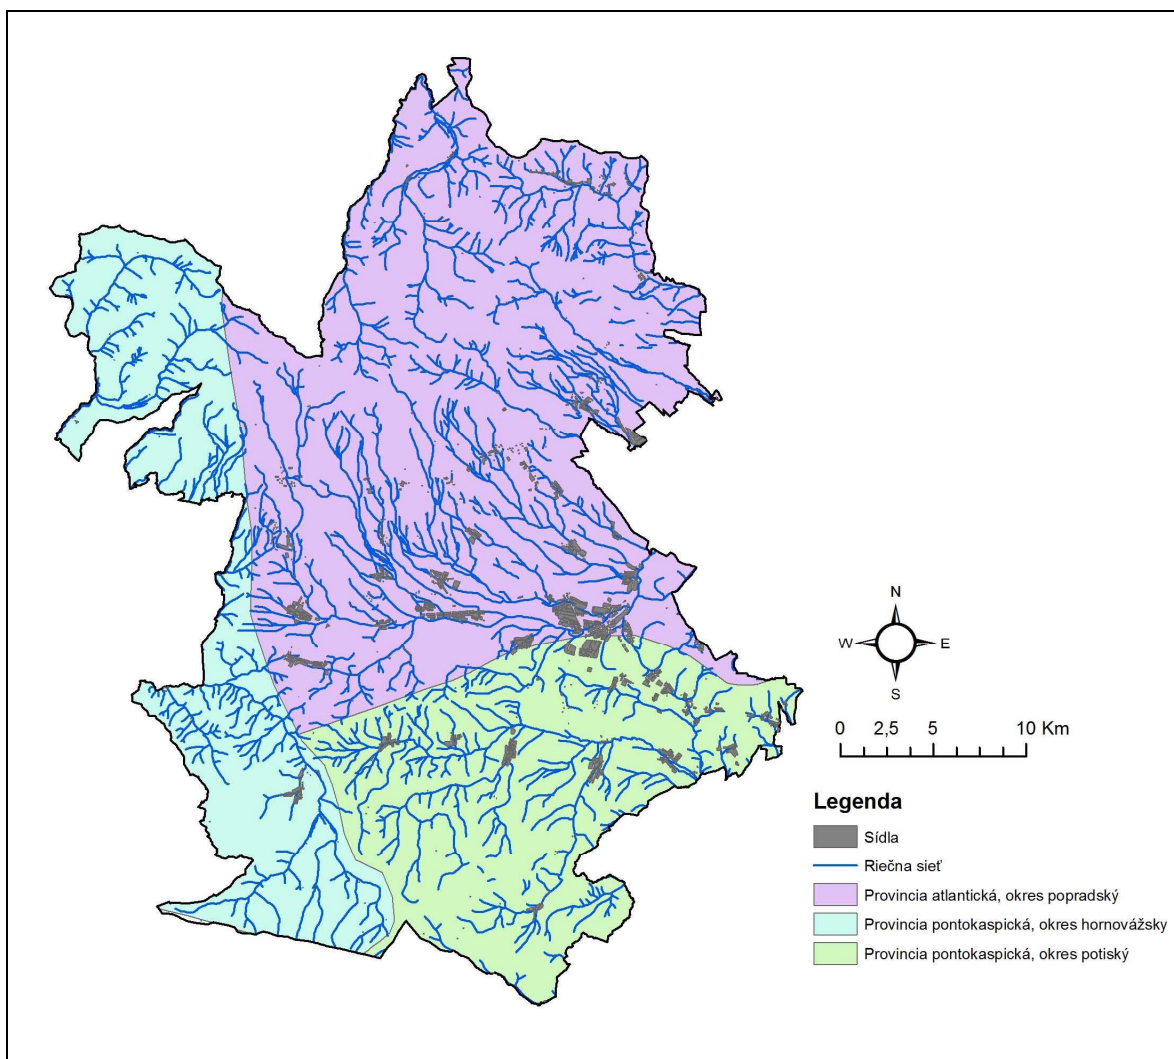 N
W E
S
0 2,5 5 10 Km
Legenda
Sídla
Riečna sieť
Provincia atlantická, okres popradský
Provincia pontokaspická, okres hornovážsky
Provincia pontokaspická, okres potiský